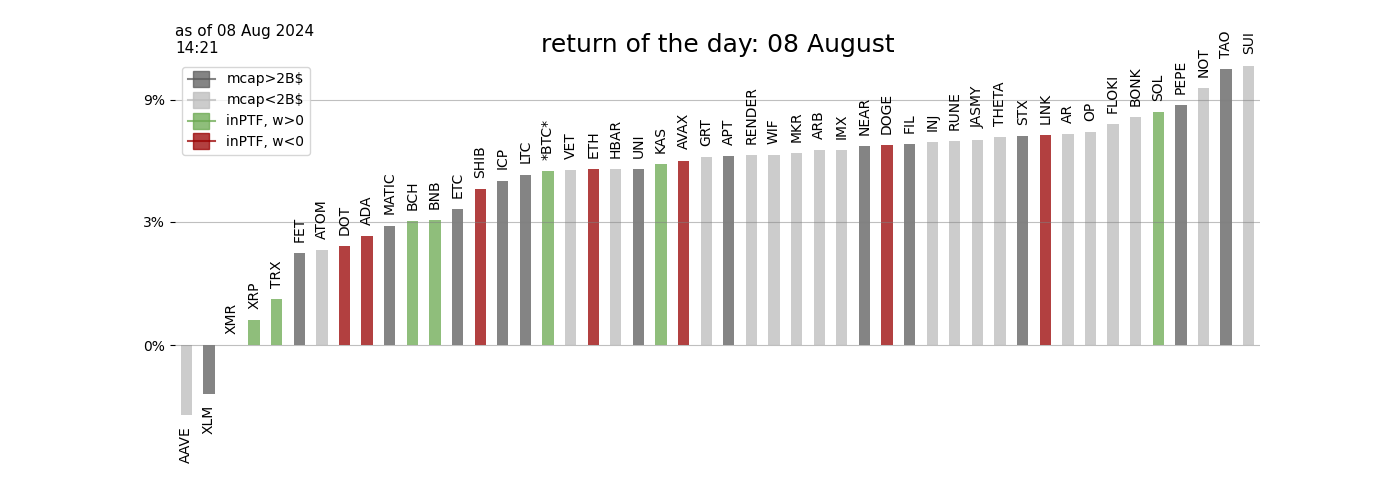 as of 08 Aug 2024
14:21
return of the day: 08 August
mcap>2B$
mcap<2B$
inPTF, w>0
inPTF, w<0
9%
3%
0%
AAVE
XLM
XMR
XRP
TRX
FET
ATOM
DOT
ADA
MATIC
BCH
BNB
ETC
SHIB
ICP
LTC
*BTC*
VET
ETH
HBAR
UNI
KAS
AVAX
GRT
APT
RENDER
WIF
MKR
ARB
IMX
NEAR
DOGE
FIL
INJ
RUNE
JASMY
THETA
STX
LINK
AR
OP
FLOKI
BONK
SOL
PEPE
NOT
TAO
SUI